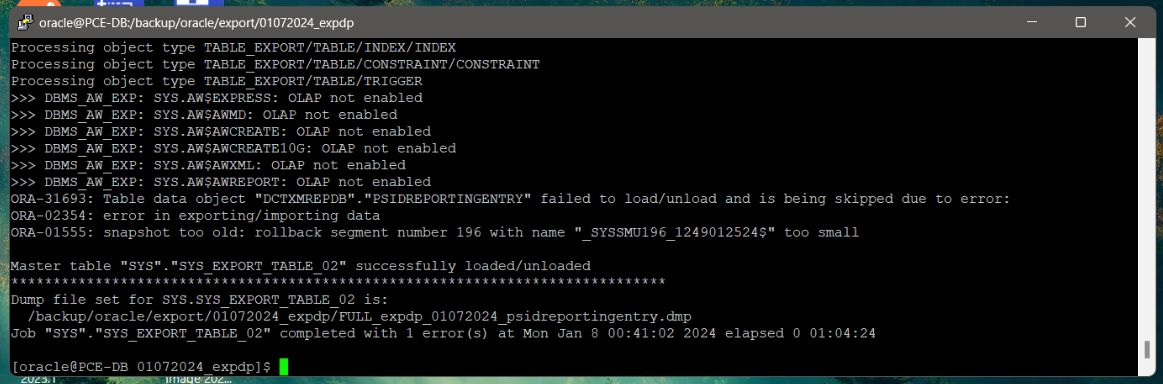 oracle@PCE-DB:/backup/oracle/export/01072024_expdp
Processing object type TABLE_EXPORT/TABLE/INDEX/INDEX
Processing object type TABLE_EXPORT/TABLE/CONSTRAINT/CONSTRAINT
Processing object type TABLE_EXPORT/TABLE/TRIGGER
>>> DBMS_AW_EXP: SYS.AW$EXPRESS: OLAP not enabled
>>> DBMS_AW_EXP: SYS.AW$AWMD: OLAP not enabled
>>> DBMS_AW_EXP: SYS.AW$AWCREATE: OLAP not enabled
>>> DBMS_AW_EXP: SYS.AW$AWCREATE10G: OLAP not enabled
>>> DBMS_AW_EXP: SYS.AW$AWXML: OLAP not enabled
>>> DBMS_AW_EXP: SYS.AW$AWREPORT: OLAP not enabled
ORA-31693: Table data object "DCTXMREPDB"."PSIDREPORTINGENTRY" failed to load/unload and is being skipped due to error:
ORA-02354: error in exporting/importing data
ORA-01555: snapshot too old: rollback segment number 196 with name "_SYSSMU196_1249012524$" too small
Master table "SYS"."SYS_EXPORT_TABLE_02" successfully loaded/unloaded
******************************************************************************
Dump file set for SYS.SYS_EXPORT_TABLE_02 is:
/backup/oracle/export/01072024_expdp/FULL_expdp_01072024_psidreportingentry.dmp
Job "SYS"."SYS_EXPORT_TABLE_02" completed with 1 error(s) at Mon Jan 8 00:41:02 2024 elapsed 0 01:04:24
[oracle@PCE-DB 01072024_expdp]$
2023.1 Image 202...